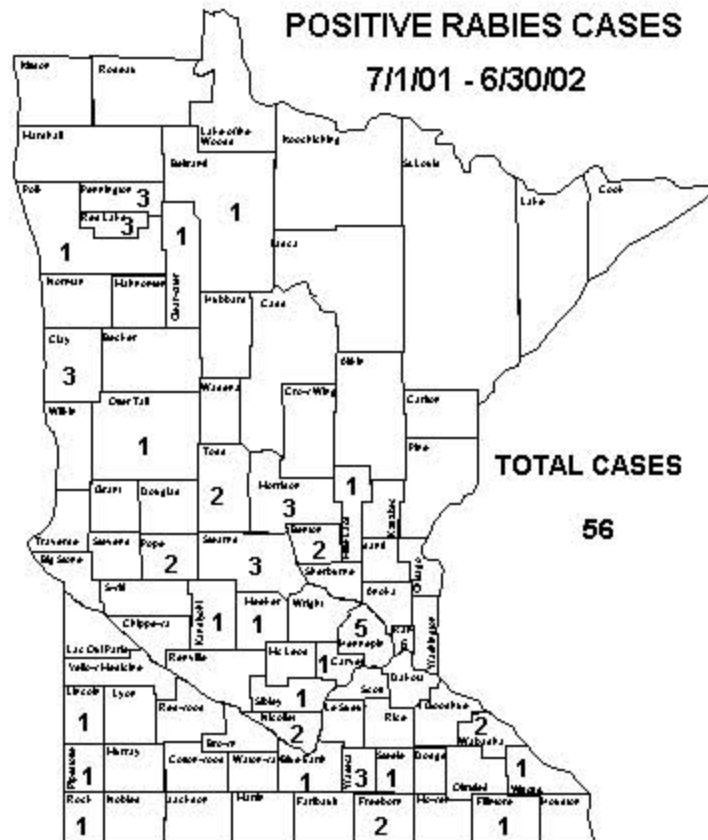 POSITIVE RABIES CASES
7/1/01 - 6/30/02
Roseau
Marshall
Lake of the
Woods
Koochiching
St. Louis
Lake
Cook
Polk
Pennington
3
Red Lake
3
1
1
1
Itasca
Norman
Mahnomen
Clearwater
Hubbard
Cass
Clay
Becker
3
Wadena
Crow Wing
Aitkin
Carlton
Wilkin
Otter Tail
1
Pine
TOTAL CASES
56
Todd
2
Morrison
3
1
Grant
Douglas
Kanabec
Traverse
Stevens
Pope
2
Stearns
3
Benton
2
Mille Lacs
Big Stone
Sherburne
Anoka
Chisago
Swift
Meeker
1
Wright
Kandiyohi
1
Chippewa
5
Hennepin
Washington
Lac Qui Parle
Renville
Mc Leod
1
Carver
Yellow Medicine
Dakota
Scott
Lincoln
1
Lyon
Redwood
Sibley
1
Nicollet
2
Le Sueur
Rice
Goodhue
2
Wabasha
Brown
Pipestone
1
Murray
Cottonwood
Blue Earth
1
Waseca
3
Steele
1
Dodge
Olmsted
Winona
1
Rock
1
Nobles
Jackson
Martin
Faribault
Freeborn
2
Mower
Fillmore
1
Houston